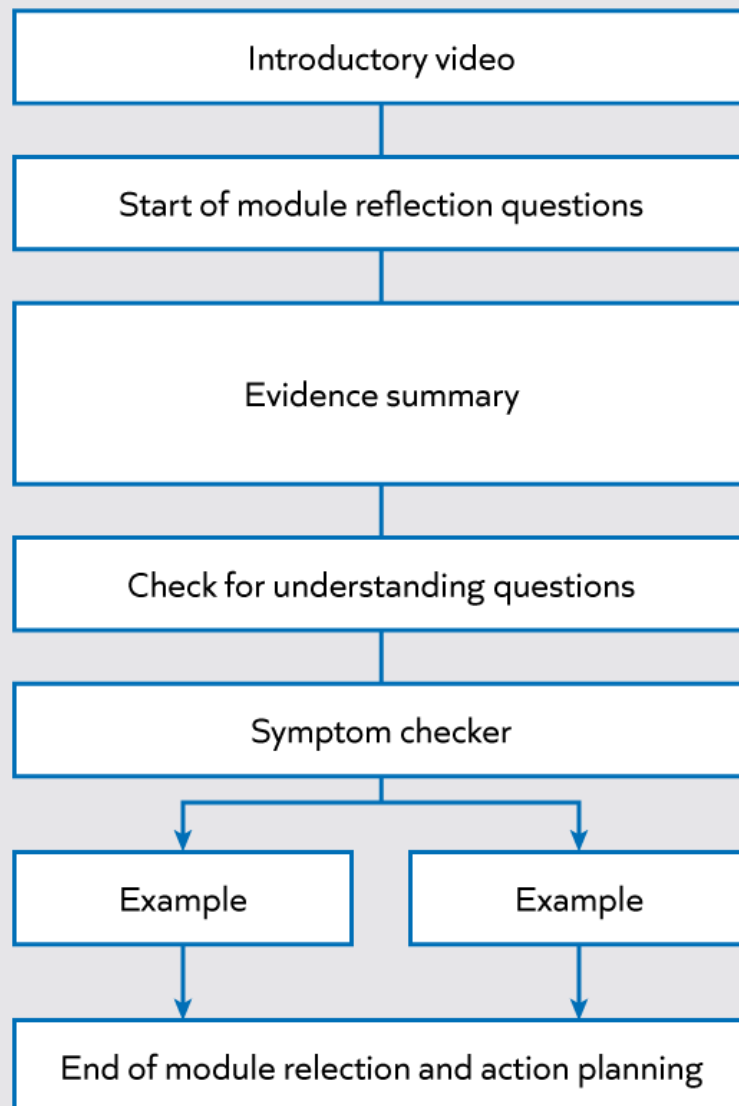 Introductory video
Start of module reflection questions
Evidence summary
Check for understanding questions
Symptom checker
Example
Example
End of module relection and action planning